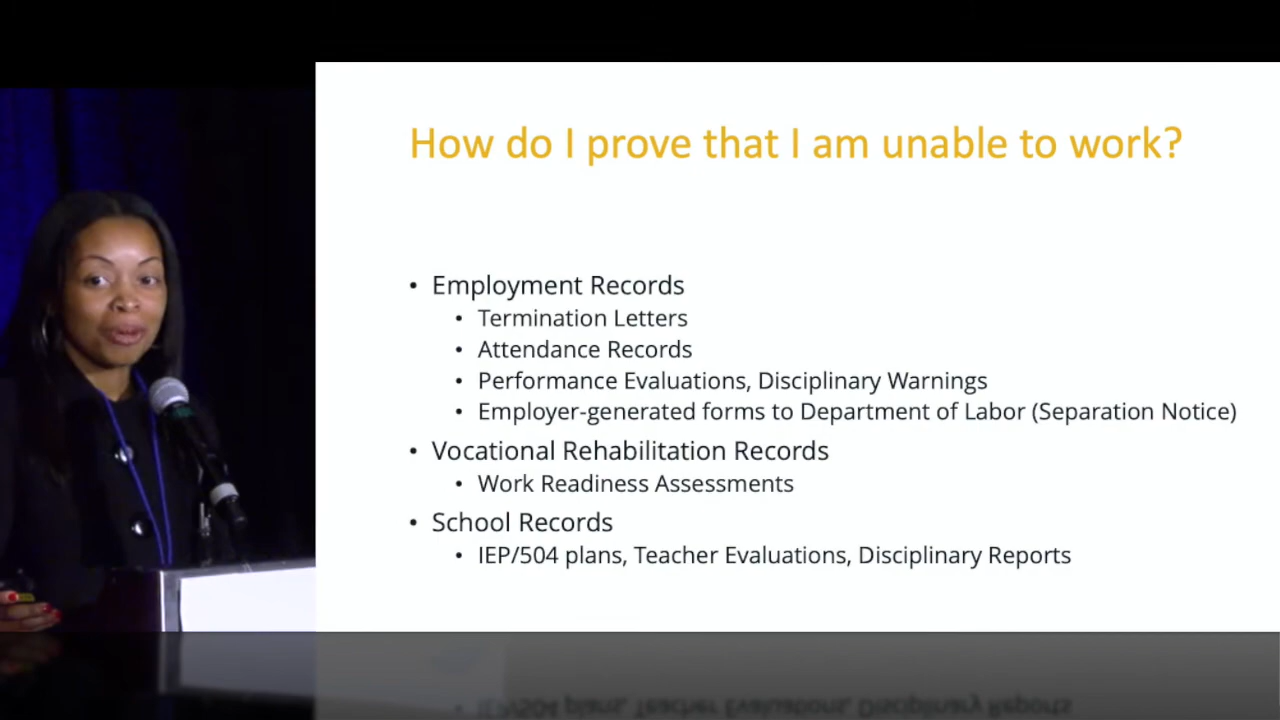 How do I prove that I am unable to work?
• Employment Records
• Termination Letters
• Attendance Records
• Performance Evaluations, Disciplinary Warnings
• Employer-generated forms to Department of Labor (Separation Notice)
• Vocational Rehabilitation Records
• Work Readiness Assessments
• School Records
• IEP/504 plans, Teacher Evaluations, Disciplinary Reports